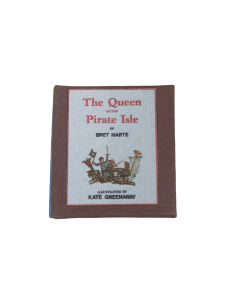 The Queen
OF THE
Pirate Isle
BY
BRET HARTE
ILLUSTRATED BY
KATE GREENAWAY